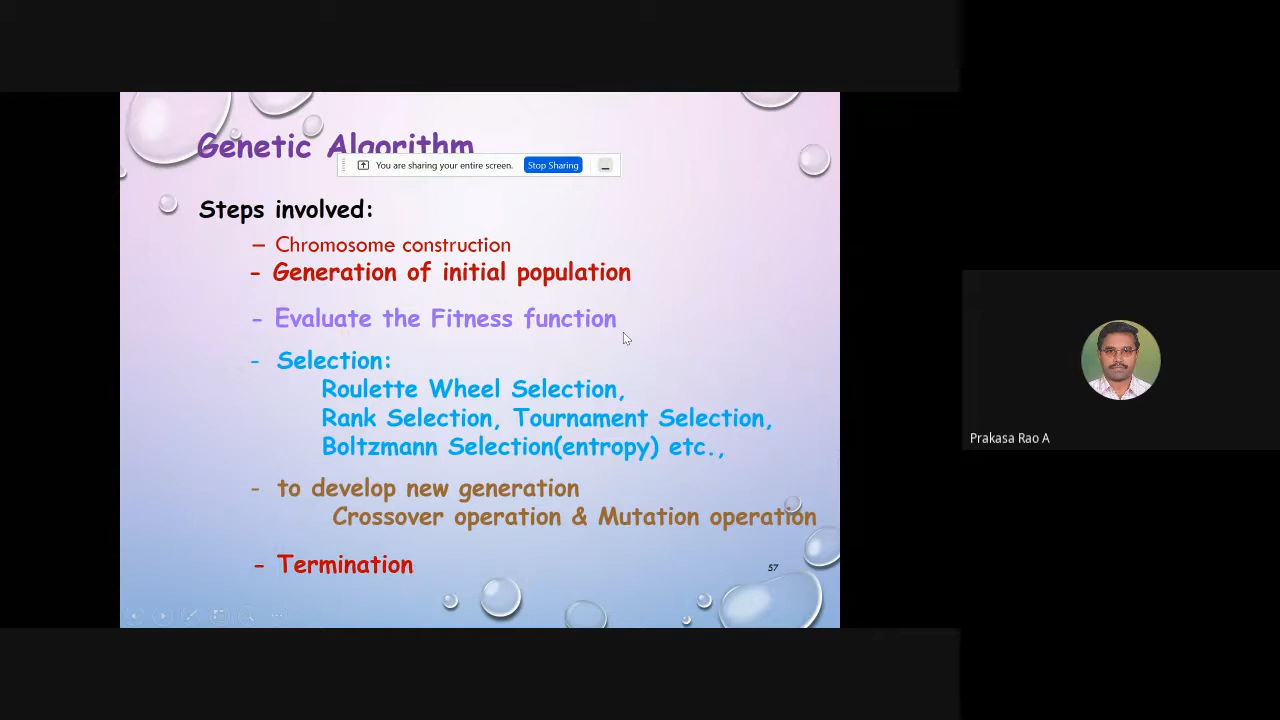 Genetic Algorithm
You are sharing your entire screen. Stop Sharing
Steps involved:
– Chromosome construction
- Generation of initial population
- Evaluate the Fitness function
- Selection:
Roulette Wheel Selection,
Rank Selection, Tournament Selection,
Boltzmann Selection(entropy) etc.,
Prakasa Rao A
- to develop new generation
Crossover operation & Mutation operation
- Termination
57